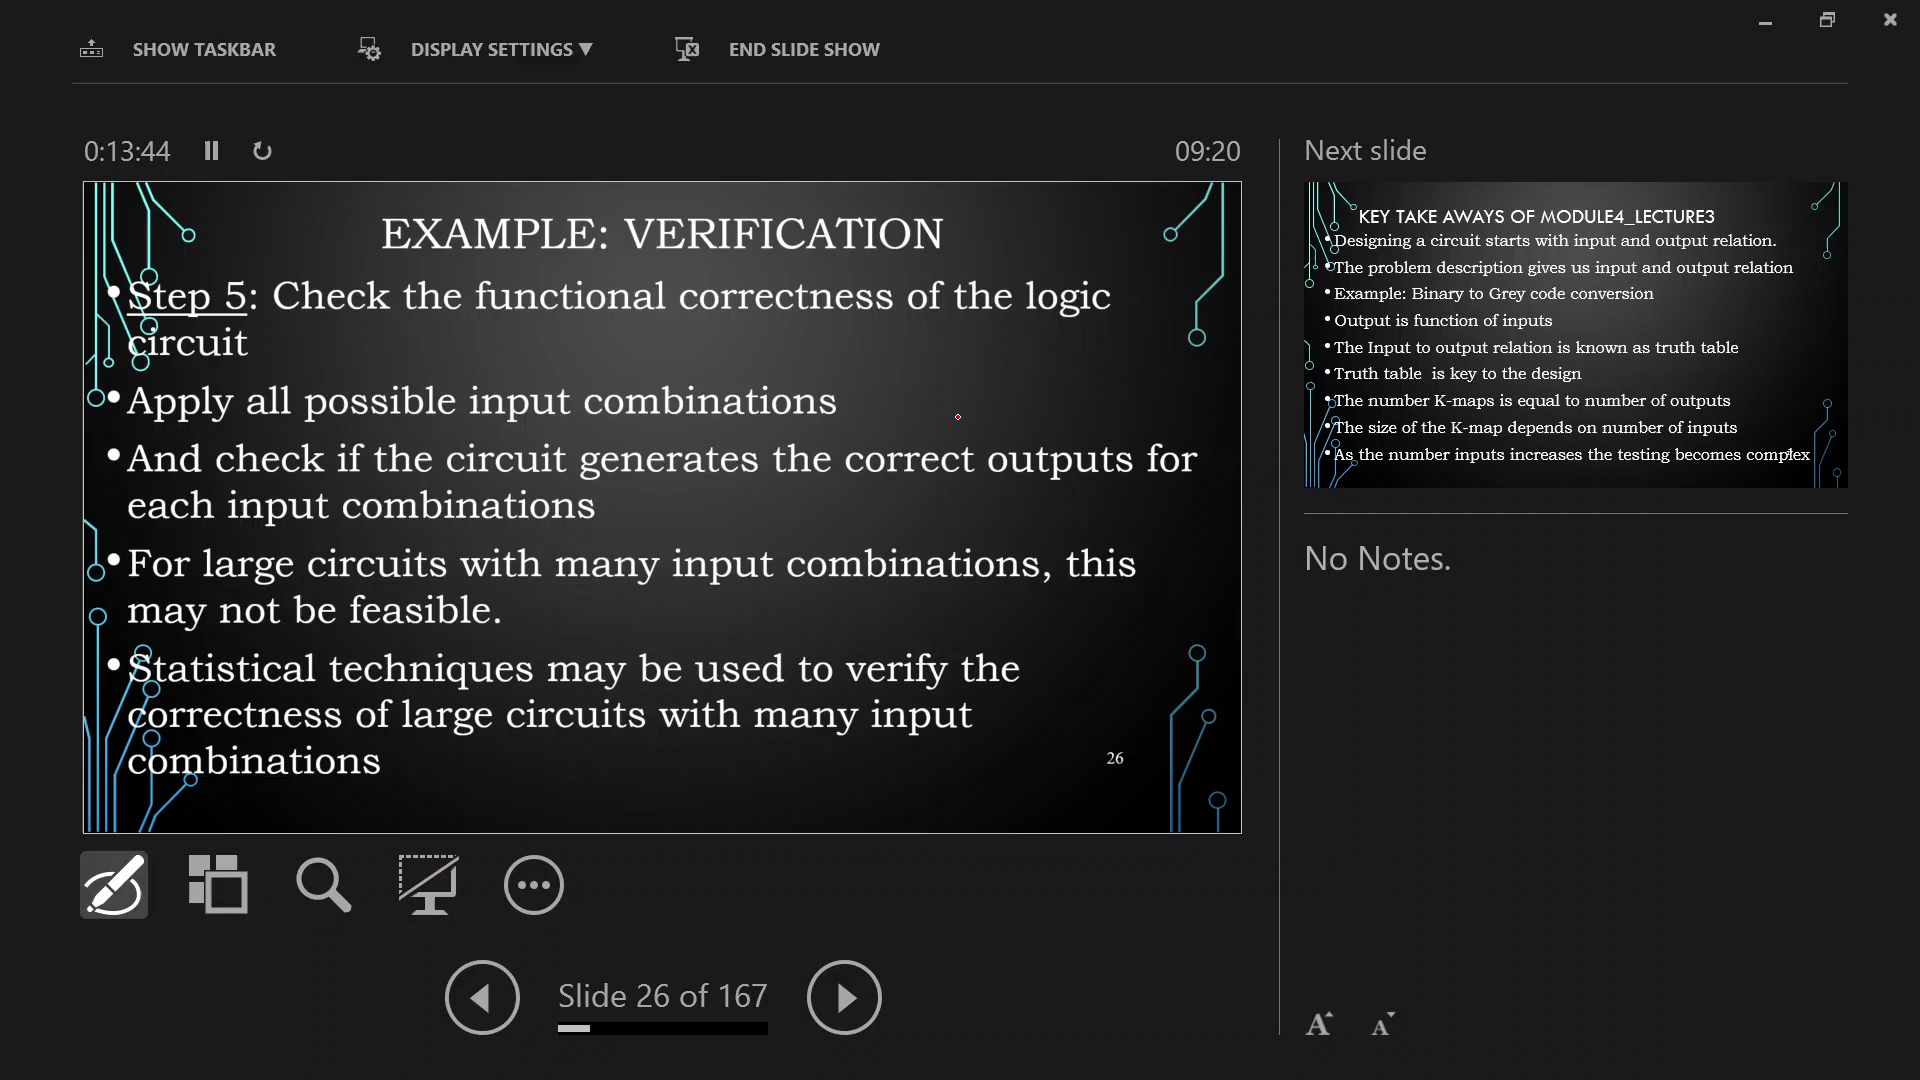 SHOW TASKBAR
DISPLAY SETTINGS ▼
END SLIDE SHOW
0:13:44
09:20
EXAMPLE: VERIFICATION
•Step 5: Check the functional correctness of the logic
circuit
•Apply all possible input combinations
•And check if the circuit generates the correct outputs for
each input combinations
•For large circuits with many input combinations, this
may not be feasible.
•Statistical techniques may be used to verify the
correctness of large circuits with many input
combinations
26
Slide 26 of 167
Next slide
KEY TAKE AWAYS OF MODULE4_LECTURE3
•Designing a circuit starts with input and output relation.
•The problem description gives us input and output relation
•Example: Binary to Grey code conversion
•Output is function of inputs
•The Input to output relation is known as truth table
•Truth table is key to the design
•The number K-maps is equal to number of outputs
•The size of the K-map depends on number of inputs
•As the number inputs increases the testing becomes complex
No Notes.
A A